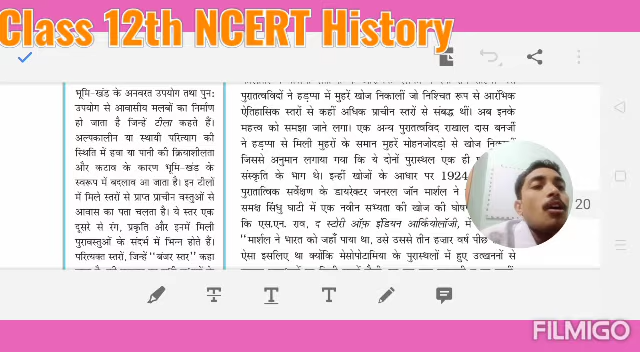 Class 12th NCERT History
भूमि-खंड के अनवरत उपयोग तथा पुन:
उपयोग से आवासीय मलबों का निर्माण
हो जाता है जिन्हें टीला कहते हैं।
अल्पकालीन या स्थायी परित्याग की
स्थिति में हवा या पानी की क्रियाशीलता
और कटाव के कारण भूमि-खंड के
स्वरूप में बदलाव आ जाता है। इन टीलों
में मिले स्तरों से प्राप्त प्राचीन वस्तुओं से
आवास का पता चलता है। ये स्तर एक
दूसरे से रंग, प्रकृति और इनमें मिली
पुरावस्तुओं के संदर्भ में भिन्न होते हैं।
परित्यक्त स्तरों, जिन्हें "बंजर स्तर" कहा
पुरातत्वविदों ने हड़प्पा में मुहरें खोज निकालीं जो निश्चित रूप से आरंभिक
ऐतिहासिक स्तरों से कहीं अधिक प्राचीन स्तरों से संबद्ध थीं। अब इनके
महत्व को समझा जाने लगा। एक अन्य पुरातत्वविद राखाल दास बनर्जी
ने हड़प्पा से मिली मुहरों के समान मुहरें मोहनजोदड़ो से खोज
जिससे अनुमान लगाया गया कि ये दोनों पुरास्थल एक ही
संस्कृति के भाग थे। इन्हीं खोजों के आधार पर 1924
पुरातात्विक सर्वेक्षण के डायरेक्टर जनरल जॉन मार्शल ने
समक्ष सिंधु घाटी में एक नवीन सभ्यता की खोज की
कि एस.एन. राव, द स्टोरी ऑफ़ इंडियन आर्कियोलॉजी, में
"मार्शल ने भारत को जहाँ पाया था, उसे उससे तीन हज़ार वर्ष पीछे
ऐसा इसलिए था क्योंकि मेसोपोटामिया के पुरास्थलों में हुए उत्खननों से
20
T T T
FILMIGO